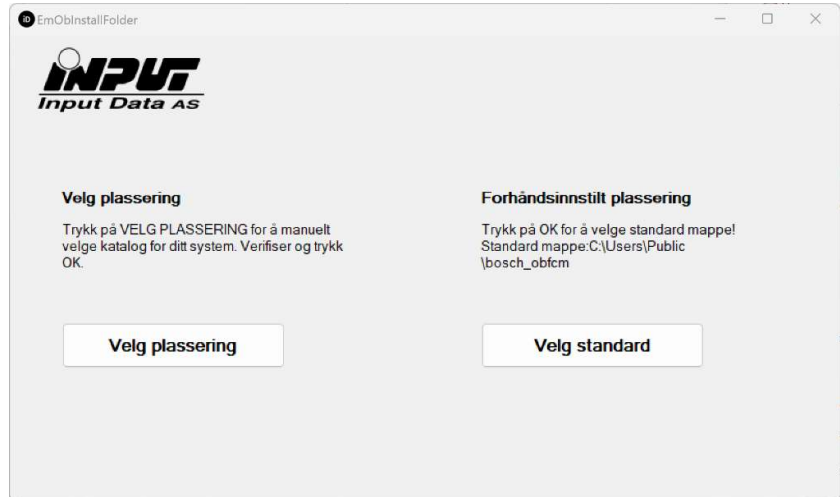 iD EmObInstallFolder
INPUT
Input Data AS
Velg plassering
Trykk på VELG PLASSERING for å manuelt
velge katalog for ditt system. Verifiser og trykk
OK.
Velg plassering
Forhåndsinnstilt plassering
Trykk på OK for å velge standard mappe!
Standard mappe:C:\Users\Public
\bosch_obfcm
Velg standard